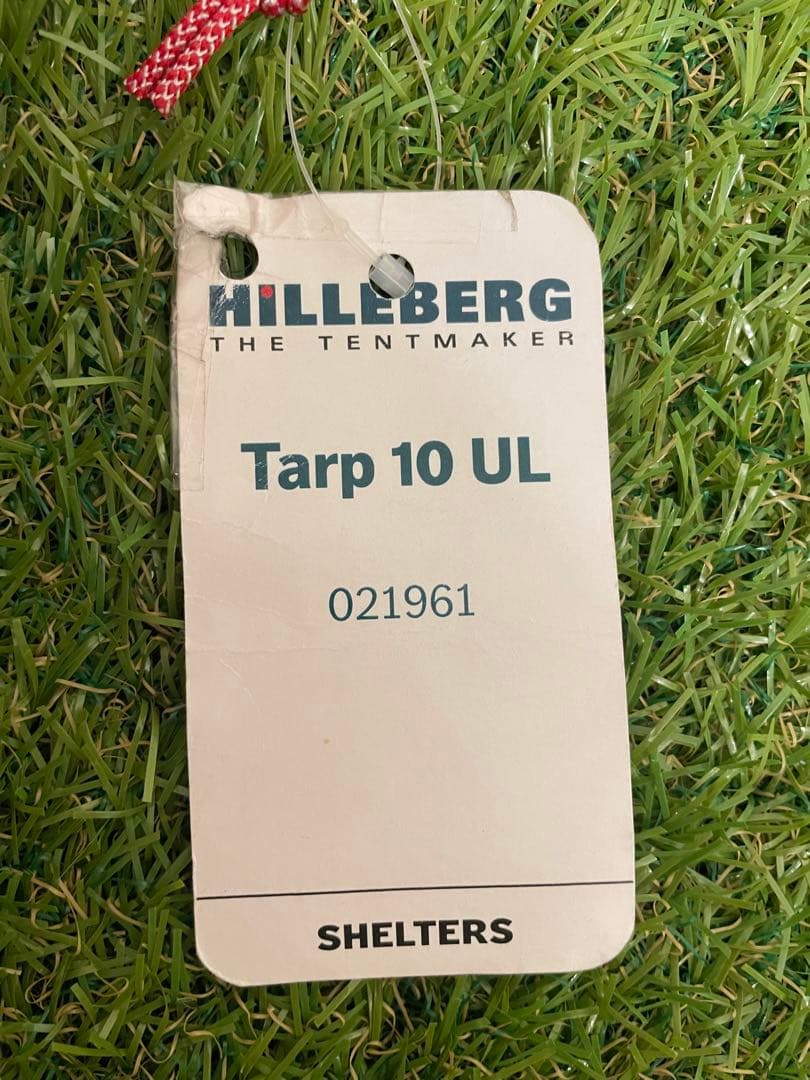 HiLLEBERG
THE TENTMAKER
Tarp 10 UL
021961
SHELTERS